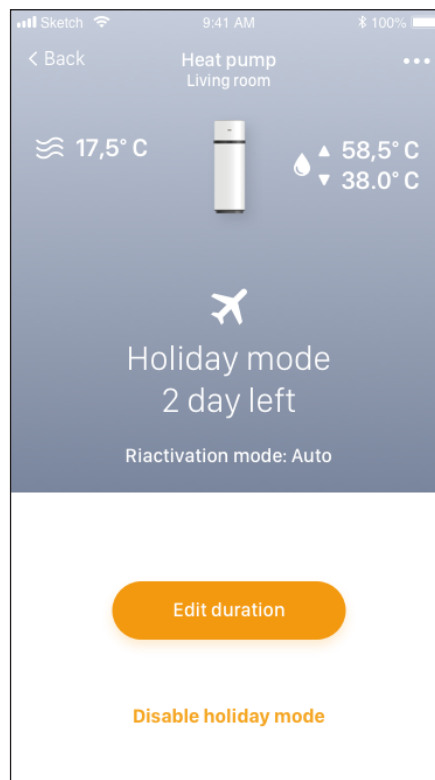 Sketch 9:41 AM 100%
< Back Heat pump •••
Living room
17,5° C
▲ 58,5° C
▼ 38.0° C
Holiday mode
2 day left
Riactivation mode: Auto
Edit duration
Disable holiday mode